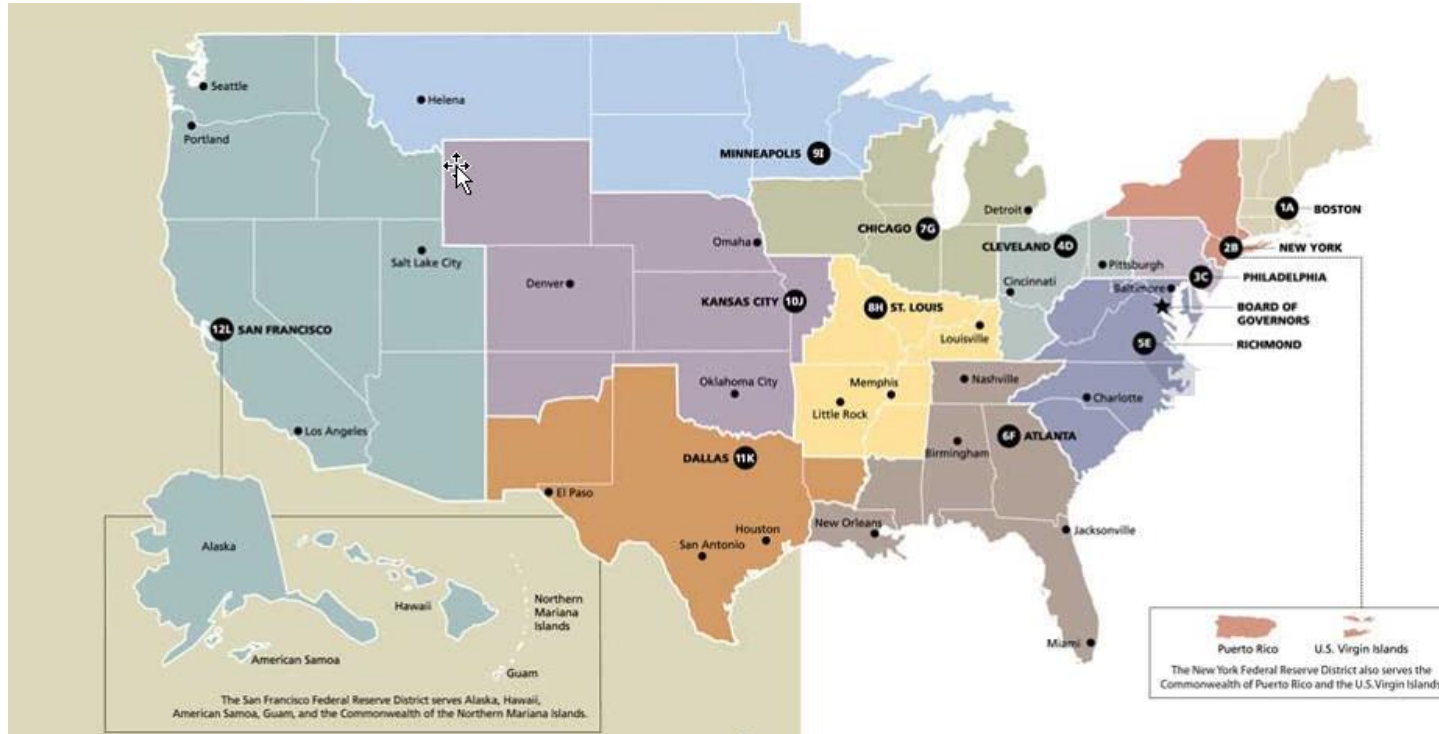 Seattle
Portland
Helena
MINNEAPOLIS 9I
Detroit
1A BOSTON
CHICAGO 7G
CLEVELAND 4D
2B NEW YORK
Omaha
Salt Lake City
Pittsburgh
3C PHILADELPHIA
Denver
Cincinnati
Baltimore
KANSAS CITY 10J
8H ST. LOUIS
BOARD OF
GOVERNORS
12L SAN FRANCISCO
Louisville
5E RICHMOND
Oklahoma City
Memphis
Nashville
Little Rock
Charlotte
Los Angeles
6F ATLANTA
Birmingham
DALLAS 11K
El Paso
Houston
New Orleans
Jacksonville
San Antonio
Miami
Alaska
Hawaii
Northern
Mariana
Islands
American Samoa
Guam
The San Francisco Federal Reserve District serves Alaska, Hawaii,
American Samoa, Guam, and the Commonwealth of the Northern Mariana Islands.
Puerto Rico
U.S. Virgin Islands
The New York Federal Reserve District also serves the
Commonwealth of Puerto Rico and the U.S. Virgin Islands